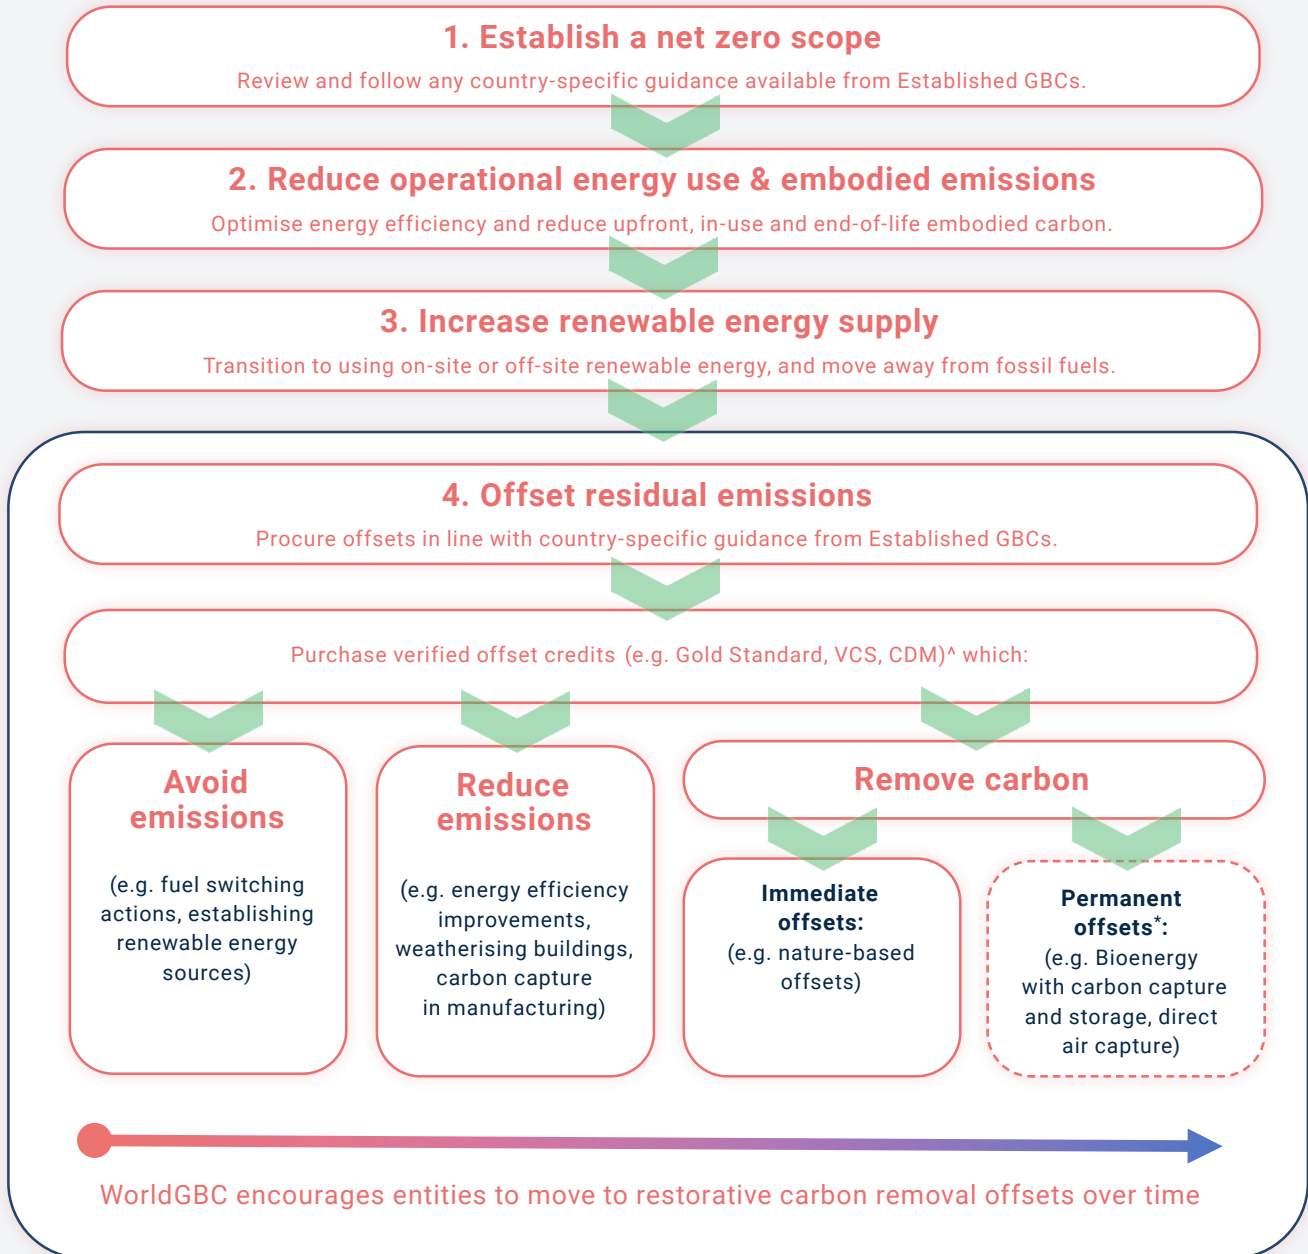 1. Establish a net zero scope
Review and follow any country-specific guidance available from Established GBCs.
2. Reduce operational energy use & embodied emissions
Optimise energy efficiency and reduce upfront, in-use and end-of-life embodied carbon.
3. Increase renewable energy supply
Transition to using on-site or off-site renewable energy, and move away from fossil fuels.
4. Offset residual emissions
Procure offsets in line with country-specific guidance from Established GBCs.
Purchase verified offset credits (e.g. Gold Standard, VCS, CDM)^ which:
Avoid
emissions
(e.g. fuel switching
actions, establishing
renewable energy
sources)
Reduce
emissions
(e.g. energy efficiency
improvements,
weatherising buildings,
carbon capture
in manufacturing)
Remove carbon
Immediate
offsets:
(e.g. nature-based
offsets)
Permanent
offsets*:
(e.g. Bioenergy
with carbon capture
and storage, direct
air capture)
WorldGBC encourages entities to move to restorative carbon removal offsets over time